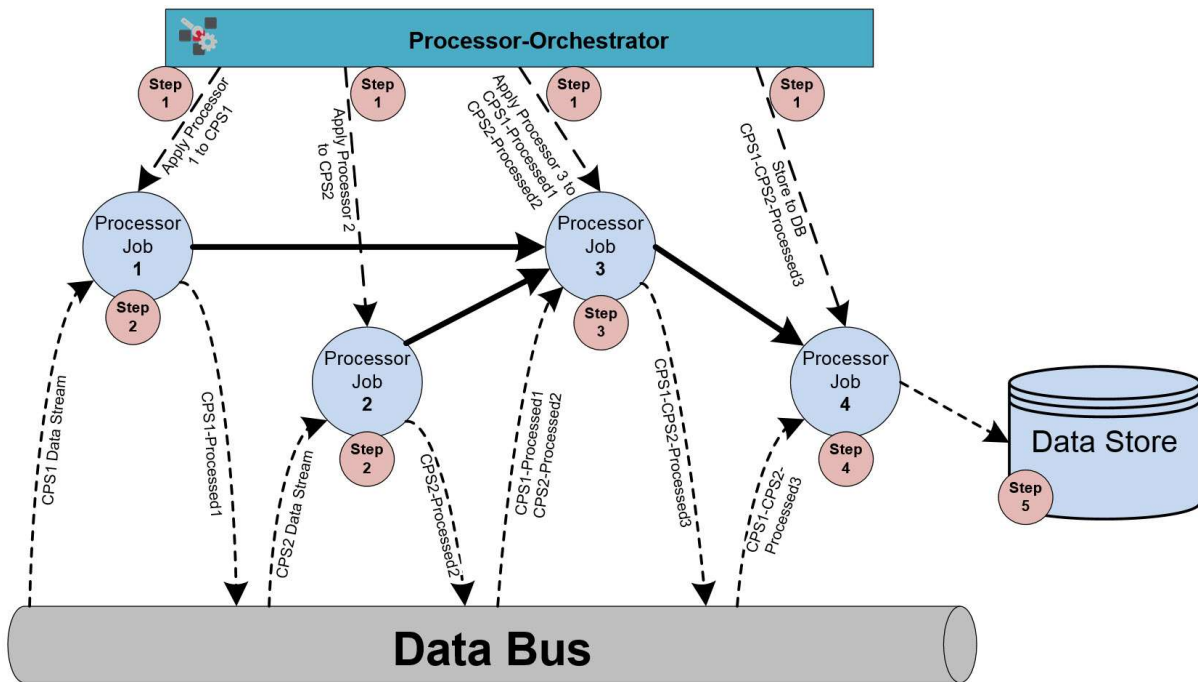 Processor-Orchestrator
Step
1
Step
1
Step
1
Step
1
Apply Processor
1 to CPS1
Apply Processor 2
to CPS2
Apply Processor 3 to
CPS1-Processed1
CPS2-Processed2
Store to DB
CPS1-CPS2-Processed3
Processor
Job
1
Step
2
Processor
Job
3
Step
3
Processor
Job
2
Step
2
Processor
Job
4
Step
4
CPS1 Data Stream
CPS1-Processed1
CPS2 Data Stream
CPS2-Processed2
CPS1-Processed1
CPS2-Processed2
CPS1-CPS2-Processed3
CPS1-CPS2-
Processed3
Data Store
Step
5
Data Bus